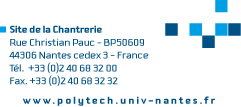 Site de la Chantrerie
Rue Christian Pauc - BP50609
44306 Nantes cedex 3 - France
Tél. +33 (0)2 40 68 32 00
Fax. +33 (0)2 40 68 32 32
www.polytech.univ-nantes.fr